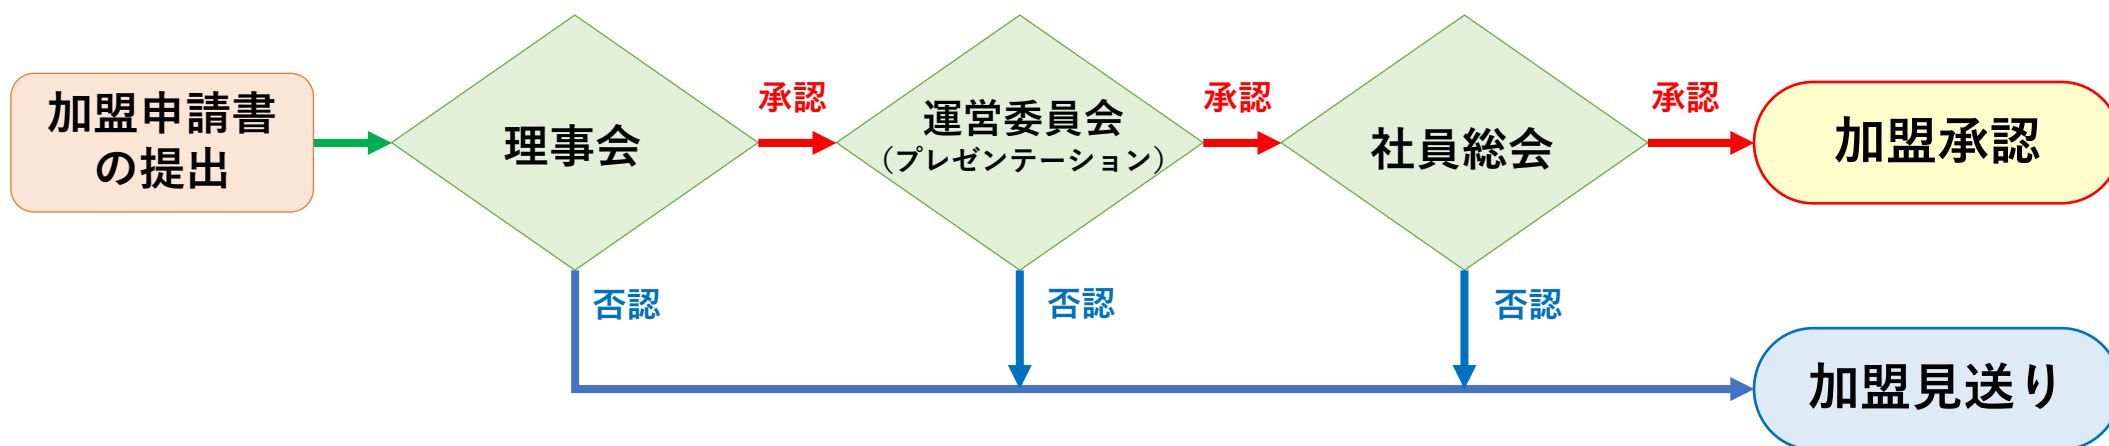 加盟申請書
の提出
理事会
承認
運営委員会
（プレゼンテーション）
承認
社員総会
承認
加盟承認
否認
否認
否認
加盟見送り